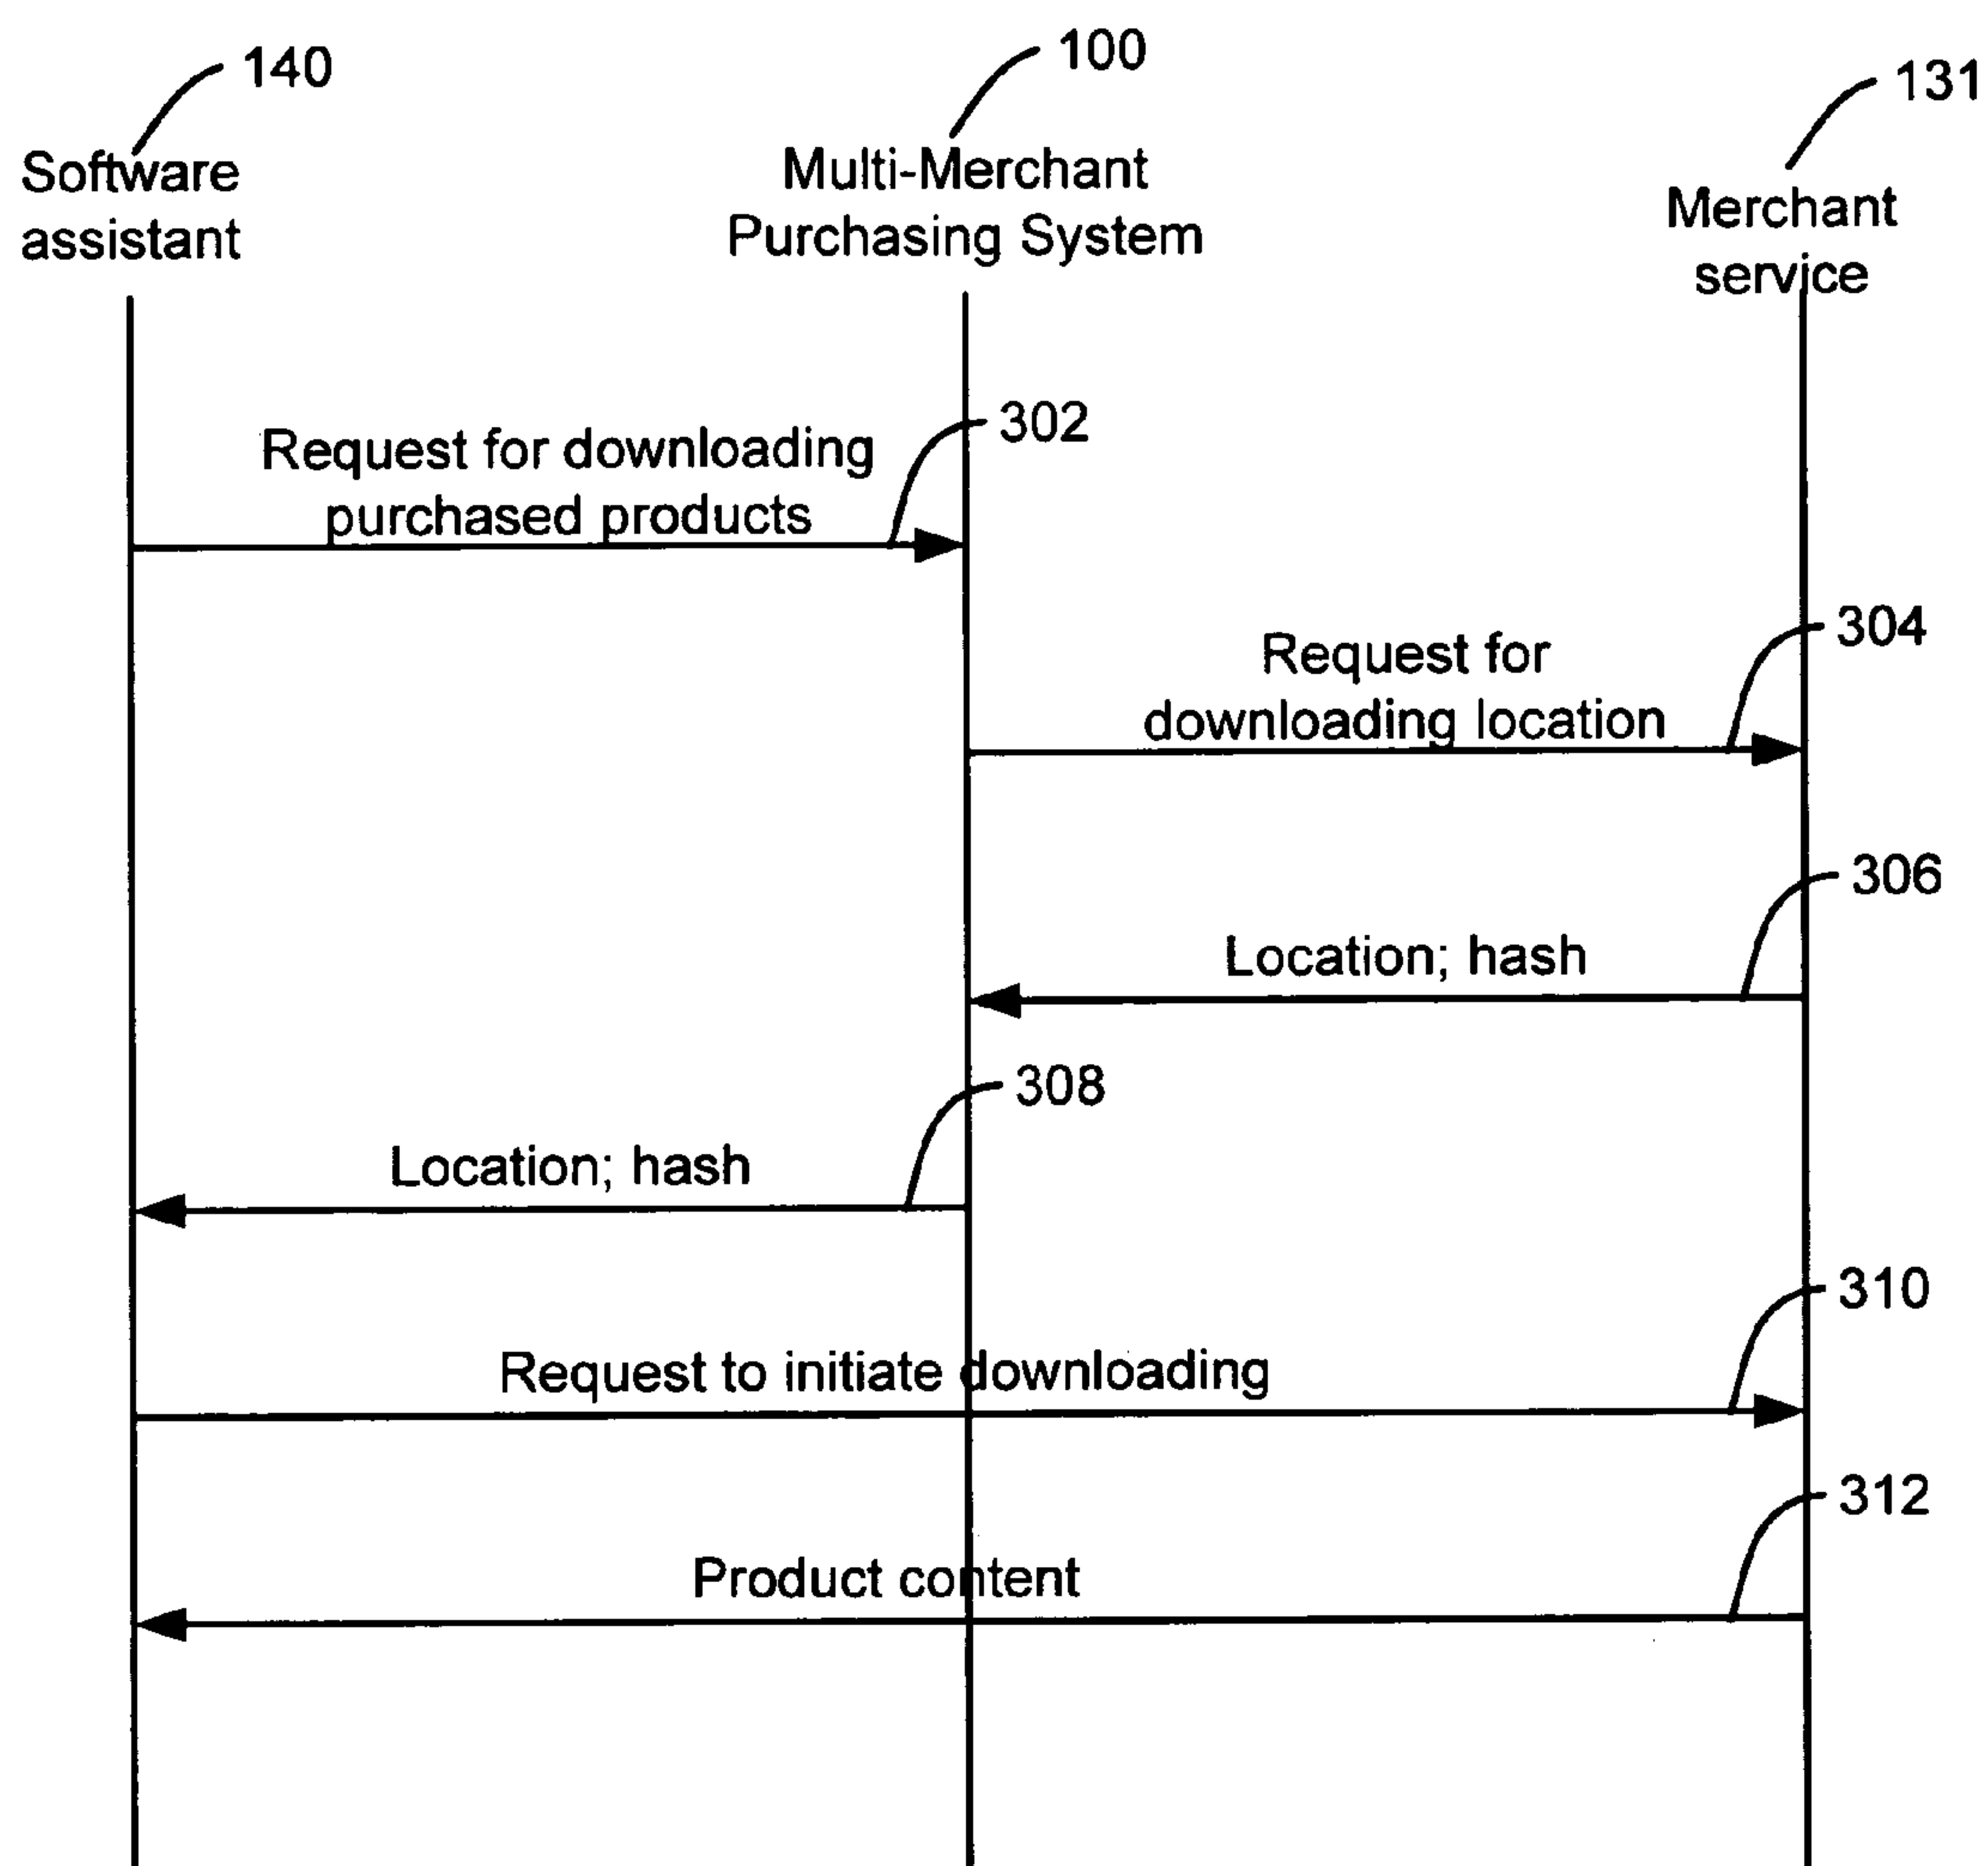 140
100
131
Software
assistant
Multi-Merchant
Purchasing System
Merchant
service
302
Request for downloading
purchased products
304
Request for
downloading location
306
Location; hash
308
Location; hash
310
Request to initiate downloading
312
Product content